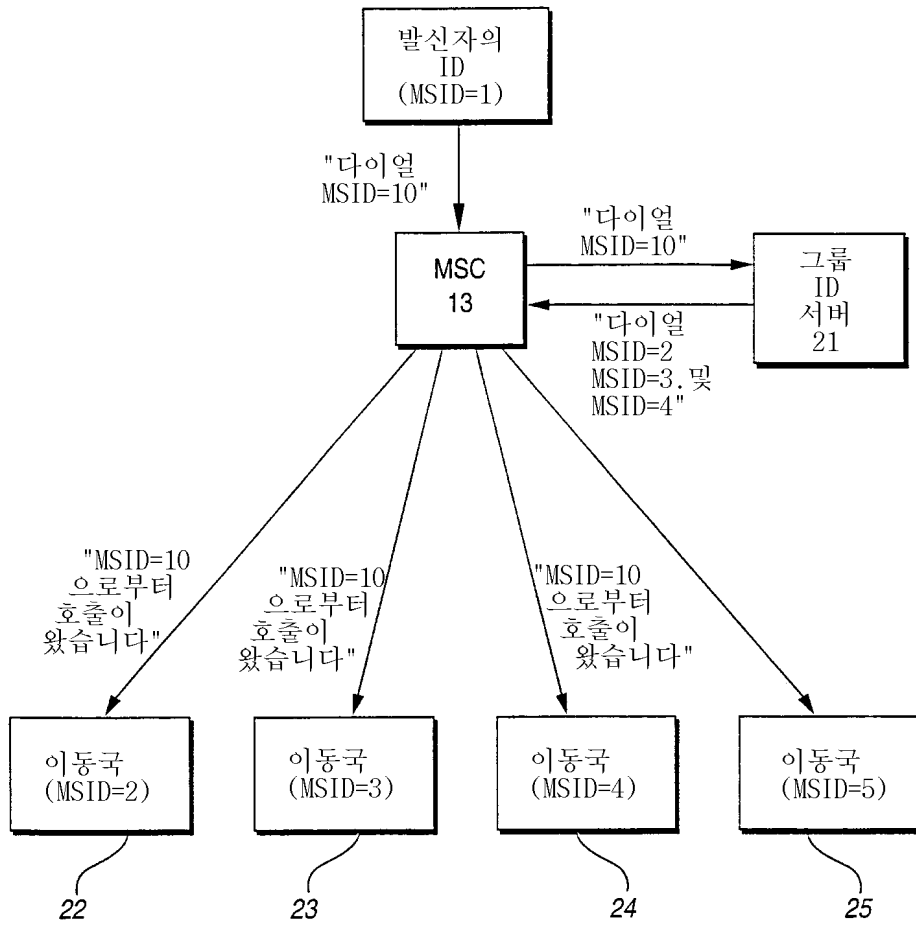 발신자의
ID
(MSID=1)
"다이얼
MSID=10"
"다이얼
MSID=10"
MSC
13
그룹
ID
서버
21
"다이얼
MSID=2
MSID=3.및
MSID=4"
"MSID=10
으로부터
호출이
왔습니다"
"MSID=10
으로부터
호출이
왔습니다"
"MSID=10
으로부터
호출이
왔습니다"
이동국
(MSID=2)
이동국
(MSID=3)
이동국
(MSID=4)
이동국
(MSID=5)
22
23
24
25